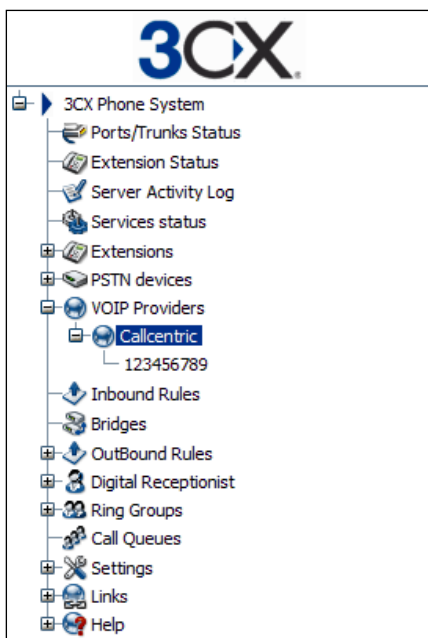 3CX
3CX Phone System
Ports/Trunks Status
Extension Status
Server Activity Log
Services status
Extensions
PSTN devices
VOIP Providers
Callcentric
123456789
Inbound Rules
Bridges
OutBound Rules
Digital Receptionist
Ring Groups
Call Queues
Settings
Links
Help